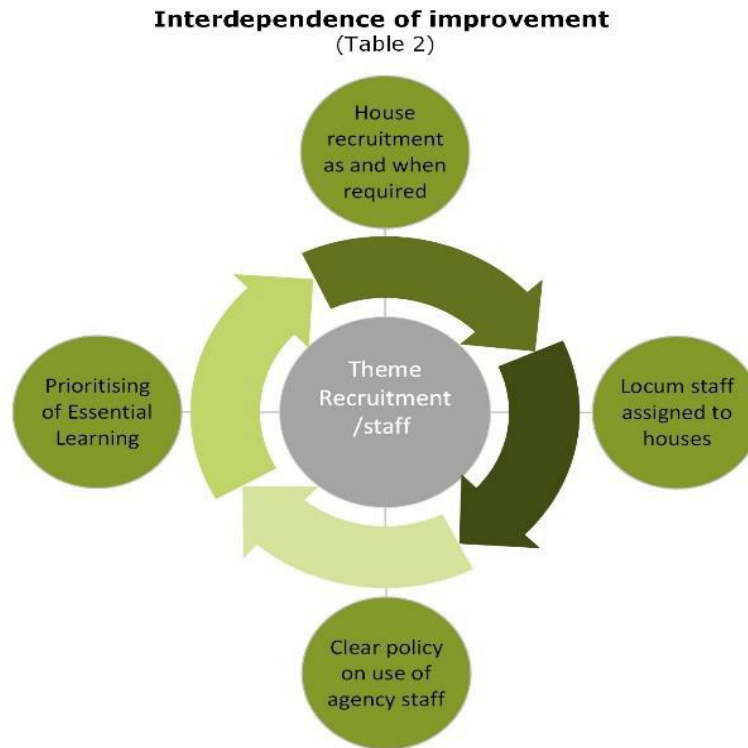 Interdependence of improvement
(Table 2)
House
recruitment
as and when
required
Theme
Recruitment
/staff
Prioritising
of Essential
Learning
Locum staff
assigned to
houses
Clear policy
on use of
agency staff